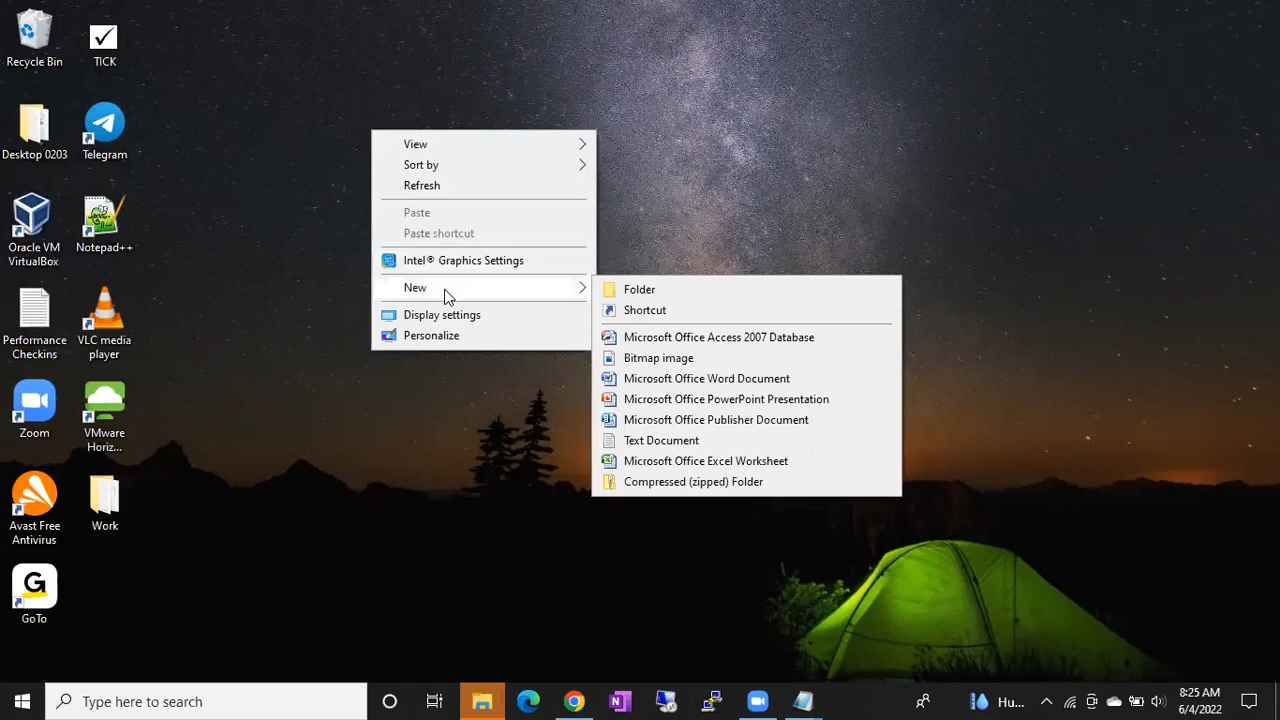 Recycle Bin
TICK
Desktop 0203
Telegram
Oracle VM
VirtualBox
Notepad++
Performance
Checkins
VLC media
player
Zoom
VMware
Horiz...
Avast Free
Antivirus
Work
G
GoTo
View
Sort by
Refresh
Paste
Paste shortcut
Intel® Graphics Settings
New
Display settings
Personalize
Folder
Shortcut
Microsoft Office Access 2007 Database
Bitmap image
Microsoft Office Word Document
Microsoft Office PowerPoint Presentation
Microsoft Office Publisher Document
Text Document
Microsoft Office Excel Worksheet
Compressed (zipped) Folder
Type here to search
Hu...
8:25 AM
6/4/2022